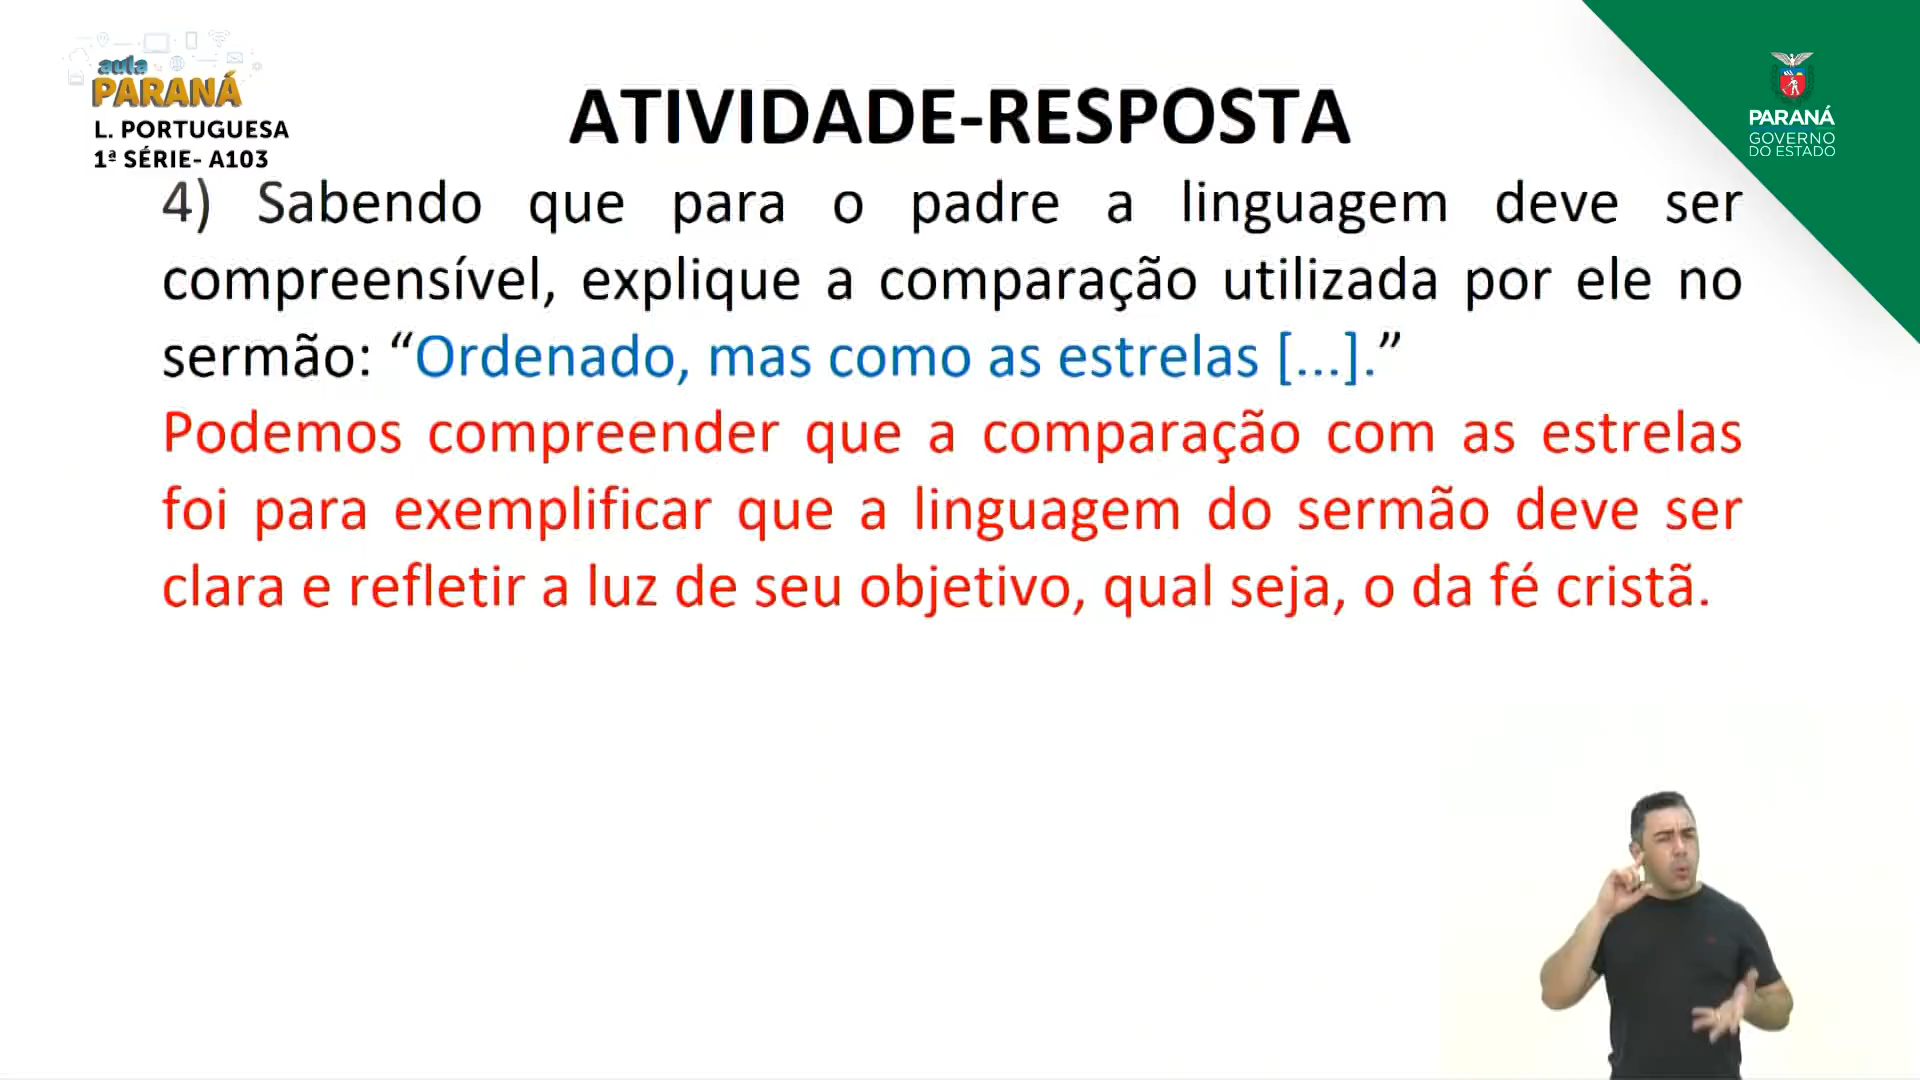 aula
PARANÁ
L. PORTUGUESA
1ª SÉRIE- A103
ATIVIDADE-RESPOSTA
PARANÁ
GOVERNO
DO ESTADO
4) Sabendo que para o padre a linguagem deve ser
compreensível, explique a comparação utilizada por ele no
sermão: “Ordenado, mas como as estrelas [...].”
Podemos compreender que a comparação com as estrelas
foi para exemplificar que a linguagem do sermão deve ser
clara e refletir a luz de seu objetivo, qual seja, o da fé cristã.